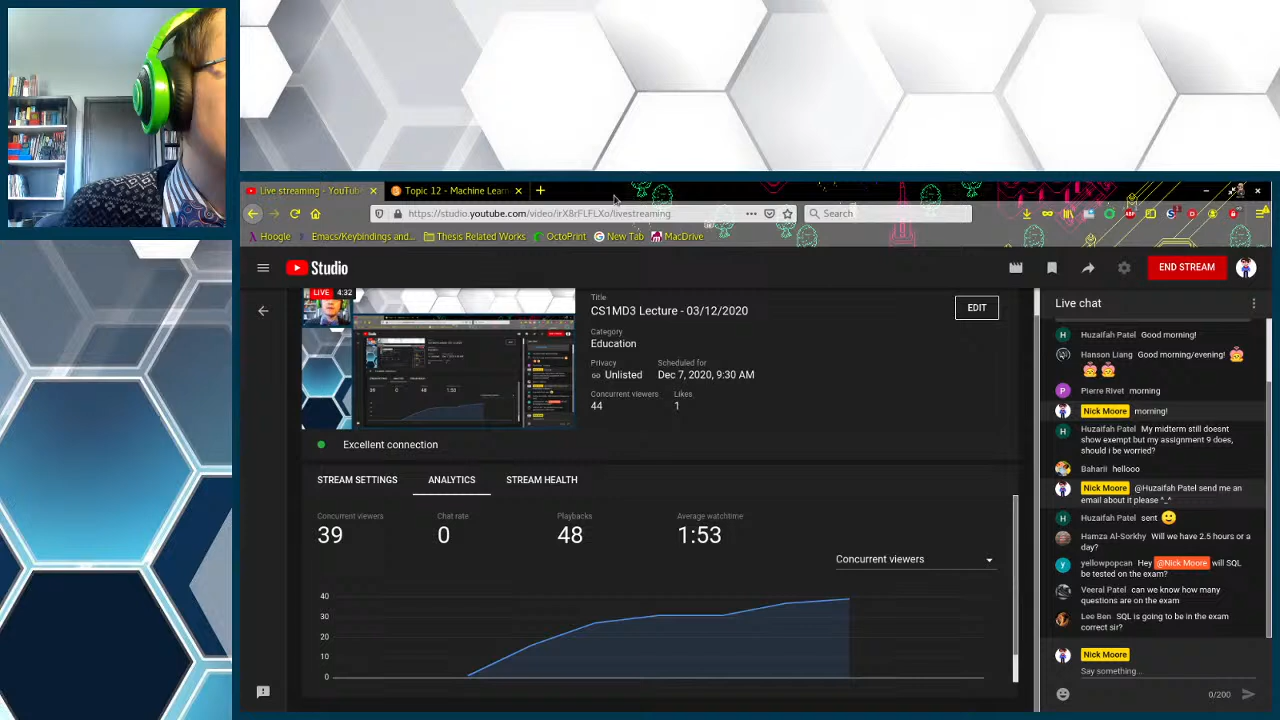 Live streaming - YouTube
Topic 12 - Machine Learn
https://studio.youtube.com/video/irX8rFLFLXo/livestreaming
Search
Hoogle
Emacs/Keybindings and...
Thesis Related Works
OctoPrint
New Tab
MacDrive
Studio
END STREAM
LIVE 4:32
Title
CS1MD3 Lecture - 03/12/2020
EDIT
Category
Education
Privacy
Unlisted
Scheduled for
Dec 7, 2020, 9:30 AM
Concurrent viewers
44
Likes
1
Excellent connection
STREAM SETTINGS
ANALYTICS
STREAM HEALTH
Concurrent viewers
39
Chat rate
0
Playbacks
48
Average watchtime
1:53
Concurrent viewers
40
30
20
10
0
Live chat
Huzaifah Patel Good morning!
Hanson Liang Good morning/evening!
Pierre Rivet morning
Nick Moore morning!
Huzaifah Patel My midterm still doesnt
show exempt but my assignment 9 does,
should i be worried?
Baharii hellooo
Nick Moore @Huzaifah Patel send me an
email about it please ^_^
Huzaifah Patel sent
Hamza Al-Sorkhy Will we have 2.5 hours or a
day?
yellowpopcan Hey @Nick Moore will SQL
be tested on the exam?
Veeral Patel can we know how many
questions are on the exam
Lee Ben SQL is going to be in the exam
correct sir?
Nick Moore
Say something...
0/200